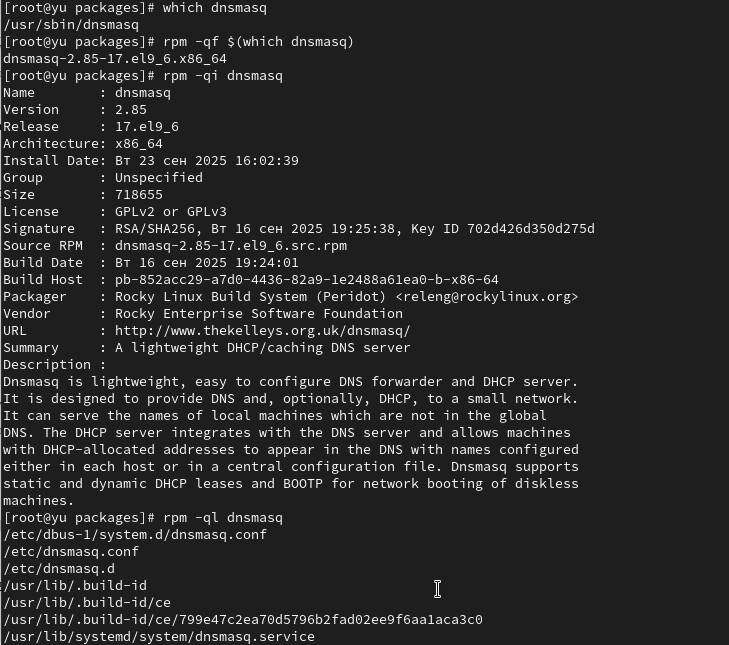 [root@yu packages]# which dnsmasq
/usr/sbin/dnsmasq
[root@yu packages]# rpm -qf $(which dnsmasq)
dnsmasq-2.85-17.el9_6.x86_64
[root@yu packages]# rpm -qi dnsmasq
Name        : dnsmasq
Version     : 2.85
Release     : 17.el9_6
Architecture: x86_64
Install Date: Вт 23 сен 2025 16:02:39
Group       : Unspecified
Size        : 718655
License     : GPLv2 or GPLv3
Signature   : RSA/SHA256, Вт 16 сен 2025 19:25:38, Key ID 702d426d350d275d
Source RPM  : dnsmasq-2.85-17.el9_6.src.rpm
Build Date  : Вт 16 сен 2025 19:24:01
Build Host  : pb-852acc29-a7d0-4436-82a9-1e2488a61ea0-b-x86-64
Packager    : Rocky Linux Build System (Peridot) <releng@rockylinux.org>
Vendor      : Rocky Enterprise Software Foundation
URL         : http://www.thekelleys.org.uk/dnsmasq/
Summary     : A lightweight DHCP/caching DNS server
Description :
Dnsmasq is lightweight, easy to configure DNS forwarder and DHCP server.
It is designed to provide DNS and, optionally, DHCP, to a small network.
It can serve the names of local machines which are not in the global
DNS. The DHCP server integrates with the DNS server and allows machines
with DHCP-allocated addresses to appear in the DNS with names configured
either in each host or in a central configuration file. Dnsmasq supports
static and dynamic DHCP leases and BOOTP for network booting of diskless
machines.
[root@yu packages]# rpm -ql dnsmasq
/etc/dbus-1/system.d/dnsmasq.conf
/etc/dnsmasq.conf
/etc/dnsmasq.d
/usr/lib/.build-id
/usr/lib/.build-id/ce
/usr/lib/.build-id/ce/799e47c2ea70d5796b2fad02ee9f6aa1aca3c0
/usr/lib/systemd/system/dnsmasq.service